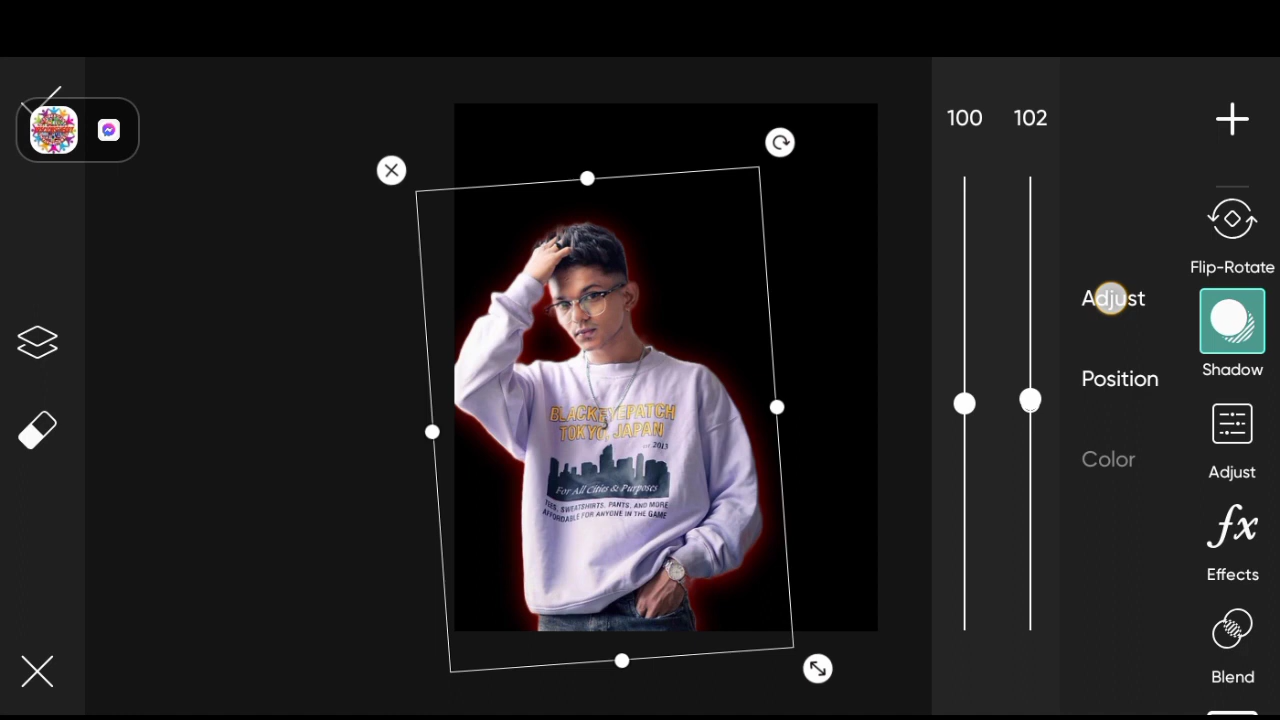 100 102
Flip-Rotate
Adjust
Shadow
Position
Color
Adjust
Effects
Blend
BLACKEYEPATCH
TOKYO, JAPAN
2013
For All Cities & Purposes
TEES, SWEATSHIRTS, PANTS, AND MORE
AFFORDABLE FOR ANYONE IN THE GAME